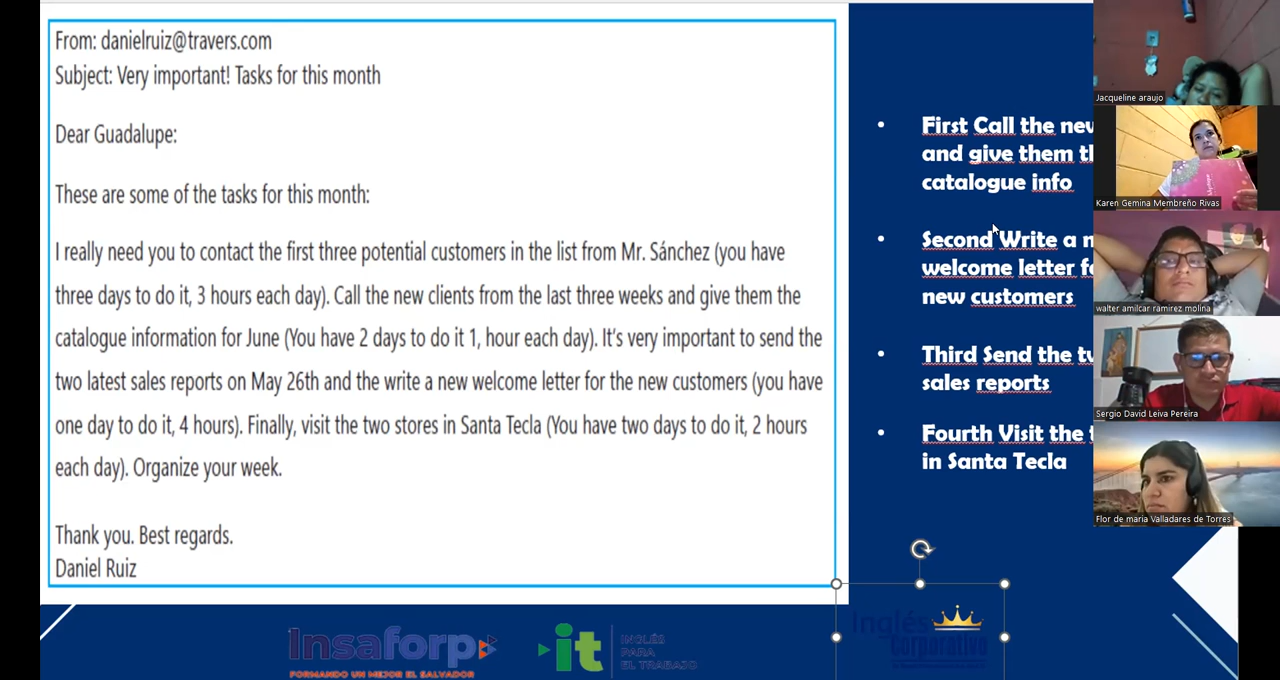 From: danielruiz@travers.com
Subject: Very important! Tasks for this month
Dear Guadalupe:
These are some of the tasks for this month:
I really need you to contact the first three potential customers in the list from Mr. Sánchez (you have
three days to do it, 3 hours each day). Call the new clients from the last three weeks and give them the
catalogue information for June (You have 2 days to do it 1, hour each day). It's very important to send the
two latest sales reports on May 26th and the write a new welcome letter for the new customers (you have
one day to do it, 4 hours). Finally, visit the two stores in Santa Tecla (You have two days to do it, 2 hours
each day). Organize your week.
Thank you. Best regards.
Daniel Ruiz
• First Call the new
and give them
catalogue info
• Second Write a
welcome letter
new customers
• Third Send the
sales reports
• Fourth Visit the
in Santa Tecla
Jacqueline araujo
Karen Gemina Membreño Rivas
walter amilcar ramirez molina
Sergio David Leiva Pereira
Flor de maria Valladares de Torres
Insaforp
FORMANDO UN MEJOR EL SALVADOR
it
INGLÉS
PARA
EL TRABAJO
Inglés
Corporativo